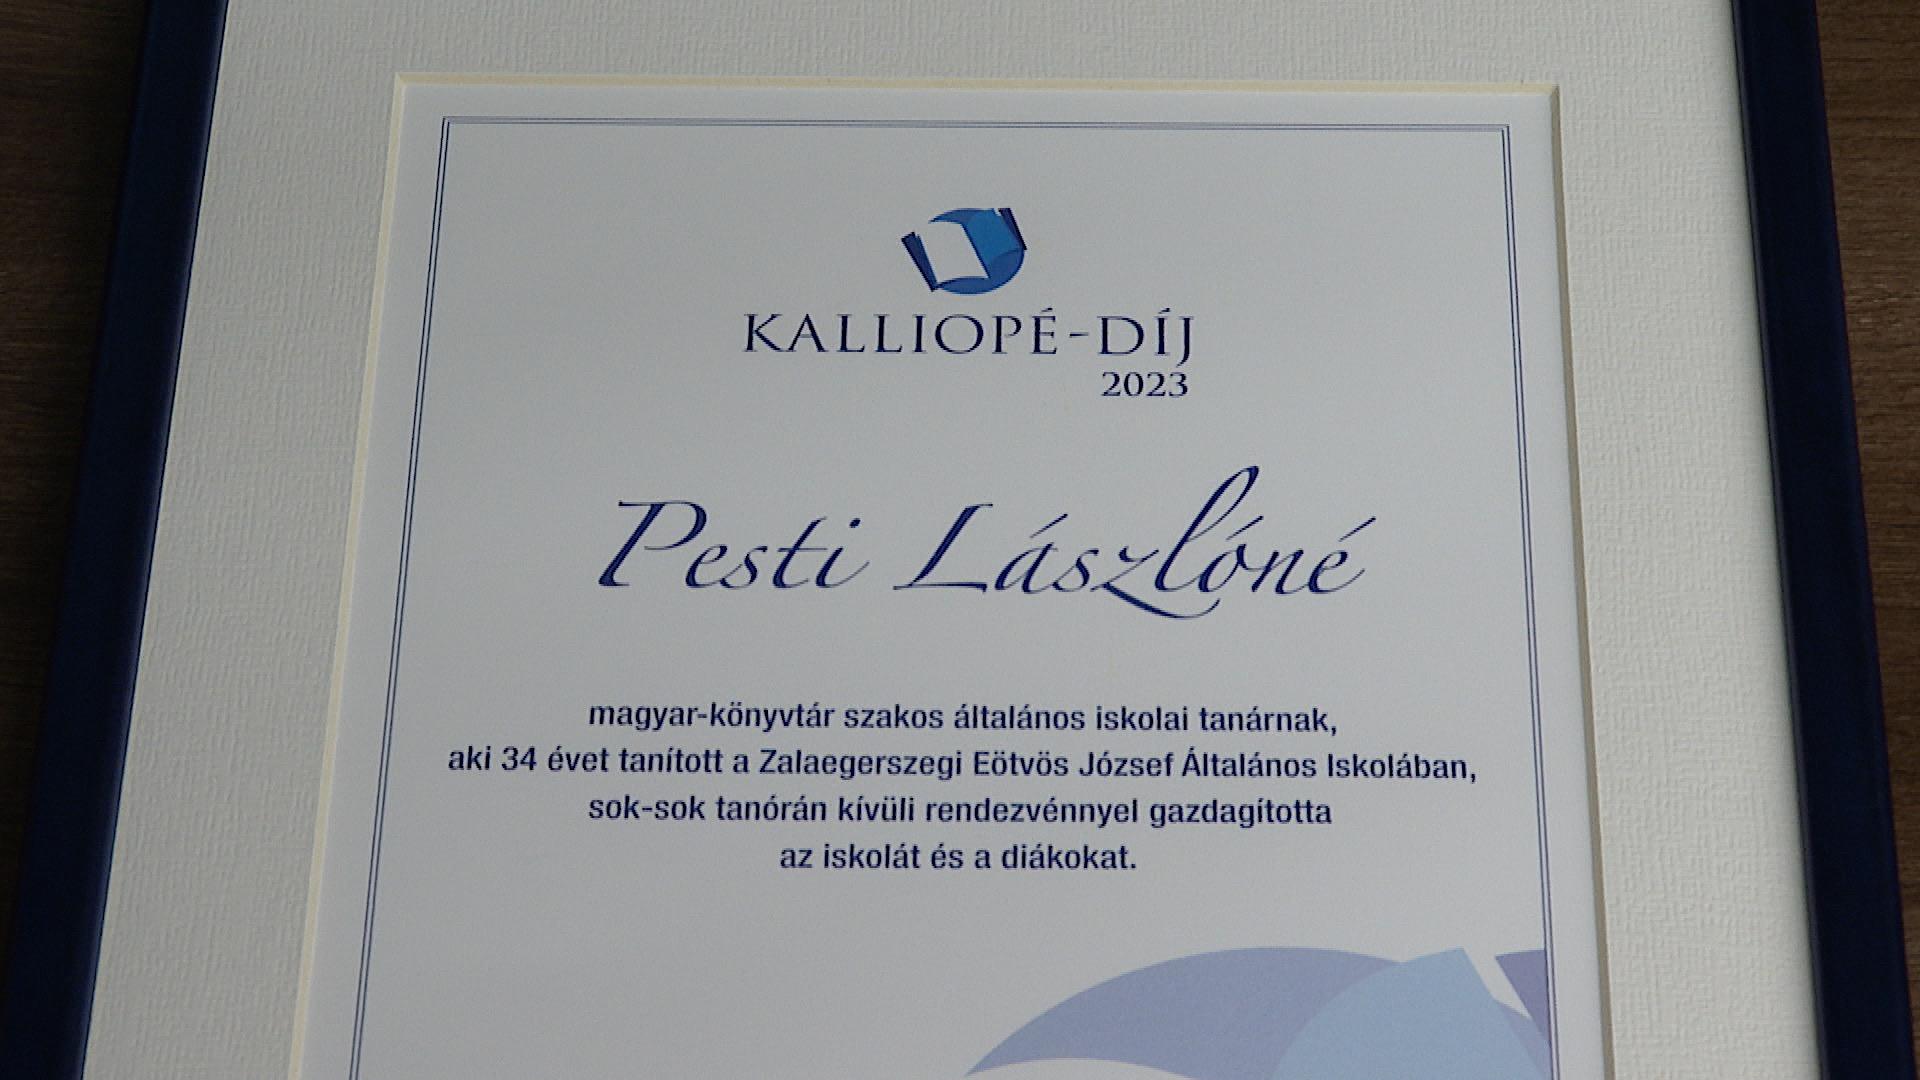 KALLIOPÉ-DÍJ
2023
Pesti Lászlóné
magyar-könyvtár szakos általános iskolai tanárnak,
aki 34 évet tanított a Zalaegerszegi Eötvös József Általános Iskolában,
sok-sok tanórán kívüli rendezvénnyel gazdagította
az iskolát és a diákokat.